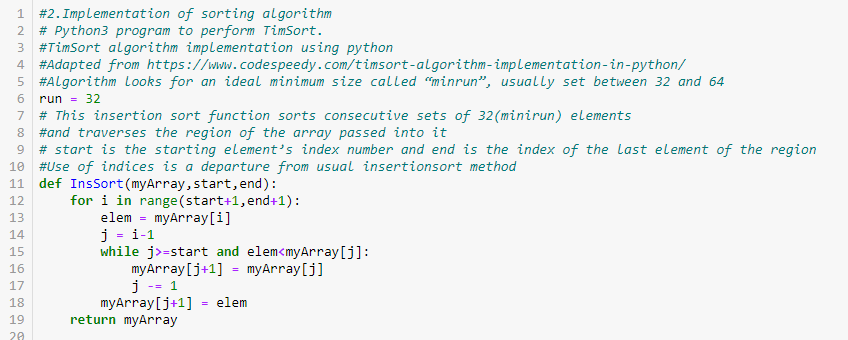 1 #2.Implementation of sorting algorithm
2 # Python3 program to perform TimSort.
3 #TimSort algorithm implementation using python
4 #Adapted from https://www.codespeedy.com/timsort-algorithm-implementation-in-python/
5 #Algorithm looks for an ideal minimum size called “minrun”, usually set between 32 and 64
6 run = 32
7 # This insertion sort function sorts consecutive sets of 32(minirun) elements
8 #and traverses the region of the array passed into it
9 # start is the starting element’s index number and end is the index of the last element of the region
10 #Use of indices is a departure from usual insertionsort method
11 def InsSort(myArray,start,end):
12     for i in range(start+1,end+1):
13         elem = myArray[i]
14         j = i-1
15         while j>=start and elem<myArray[j]:
16             myArray[j+1] = myArray[j]
17             j -= 1
18         myArray[j+1] = elem
19     return myArray
20